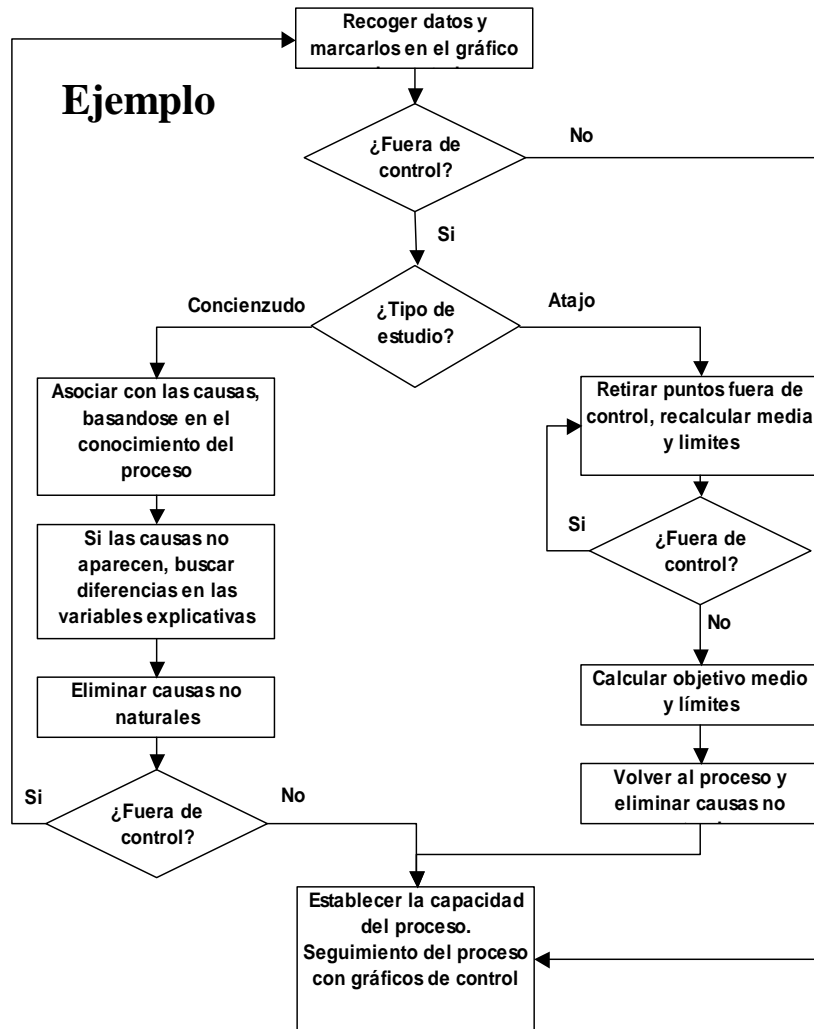 Recoger datos y
marcarlos en el gráfico
Ejemplo
¿Fuera de
control?
No
Si
¿Tipo de
estudio?
Concienzudo
Atajo
Asociar con las causas,
basandose en el
conocimiento del
proceso
Retirar puntos fuera de
control, recalcular media
y limites
Si las causas no
aparecen, buscar
diferencias en las
variables explicativas
Si
¿Fuera de
control?
No
Eliminar causas no
naturales
Calcular objetivo medio
y límites
Volver al proceso y
eliminar causas no
Si
¿Fuera de
control?
No
Establecer la capacidad
del proceso.
Seguimiento del proceso
con gráficos de control